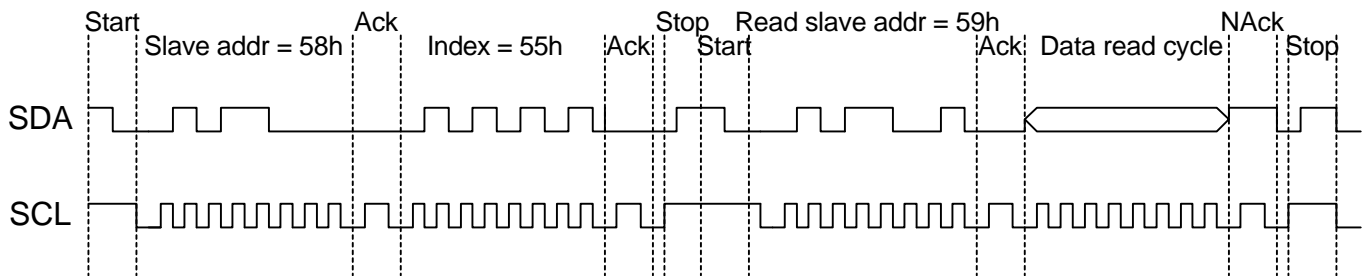 Start
Slave addr = 58h
Ack
Index = 55h
Ack
Stop
Start
Read slave addr = 59h
Ack
Data read cycle
NAck
Stop
SDA
SCL